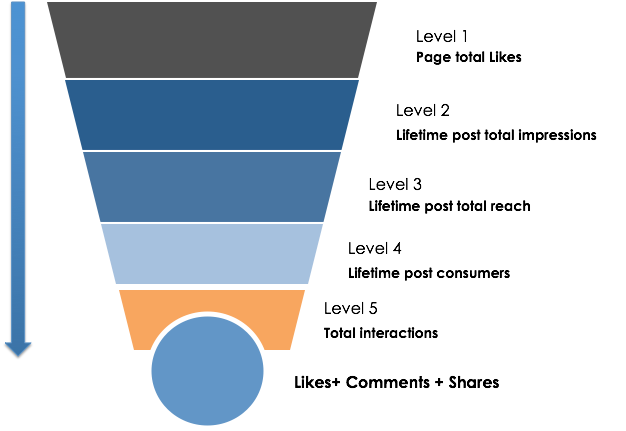 Level 1
Page total Likes
Level 2
Lifetime post total impressions
Level 3
Lifetime post total reach
Level 4
Lifetime post consumers
Level 5
Total interactions
Likes+ Comments + Shares